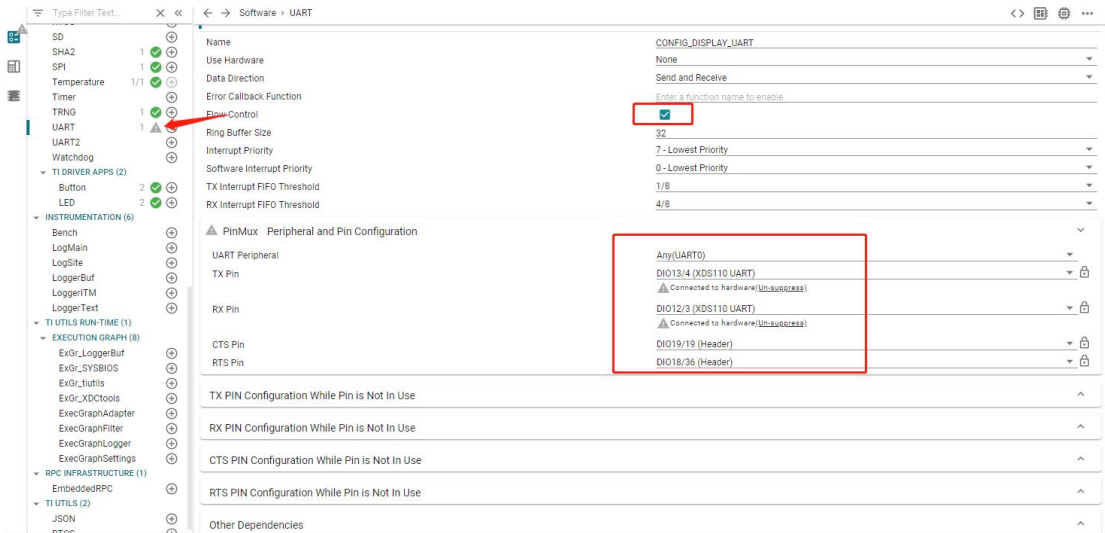 Type Filter Text...
Software › UART
SD
SHA2 1
SPI 1
Temperature 1/1
Timer
TRNG 1
UART 1
UART2
Watchdog
TI DRIVER APPS (2)
Button 2
LED 2
INSTRUMENTATION (6)
Bench
LogMain
LogSite
LoggerBuf
LoggerITM
LoggerText
TI UTILS RUN-TIME (1)
EXECUTION GRAPH (8)
ExGr_LoggerBuf
ExGr_SYSBIOS
ExGr_tiutils
ExGr_XDCtools
ExecGraphAdapter
ExecGraphFilter
ExecGraphLogger
ExecGraphSettings
RPC INFRASTRUCTURE (1)
EmbeddedRPC
TI UTILS (2)
JSON
RTOS
Name CONFIG_DISPLAY_UART
Use Hardware None
Data Direction Send and Receive
Error Callback Function Enter a function name to enable
Flow Control
Ring Buffer Size 32
Interrupt Priority 7 - Lowest Priority
Software Interrupt Priority 0 - Lowest Priority
TX Interrupt FIFO Threshold 1/8
RX Interrupt FIFO Threshold 4/8
PinMux Peripheral and Pin Configuration
UART Peripheral Any(UART0)
TX Pin DIO13/4 (XDS110 UART)
Connected to hardware(Un-suppress)
RX Pin DIO12/3 (XDS110 UART)
Connected to hardware(Un-suppress)
CTS Pin DIO19/19 (Header)
RTS Pin DIO18/36 (Header)
TX PIN Configuration While Pin is Not In Use
RX PIN Configuration While Pin is Not In Use
CTS PIN Configuration While Pin is Not In Use
RTS PIN Configuration While Pin is Not In Use
Other Dependencies